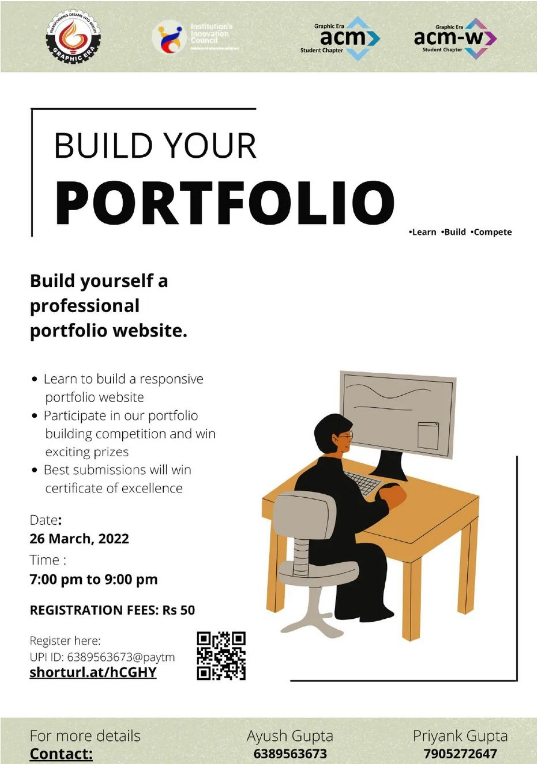 GRAPHIC ERA
Institution's
Innovation
Council
Graphic Era
acm
Student Chapter
Graphic Era
acm-w
Student Chapter
BUILD YOUR
PORTFOLIO
•Learn •Build •Compete
Build yourself a
professional
portfolio website.
• Learn to build a responsive
portfolio website
• Participate in our portfolio
building competition and win
exciting prizes
• Best submissions will win
certificate of excellence
Date:
26 March, 2022
Time :
7:00 pm to 9:00 pm
REGISTRATION FEES: Rs 50
Register here:
UPI ID: 6389563673@paytm
shorturl.at/hCGHY
For more details
Contact:
Ayush Gupta
6389563673
Priyank Gupta
7905272647